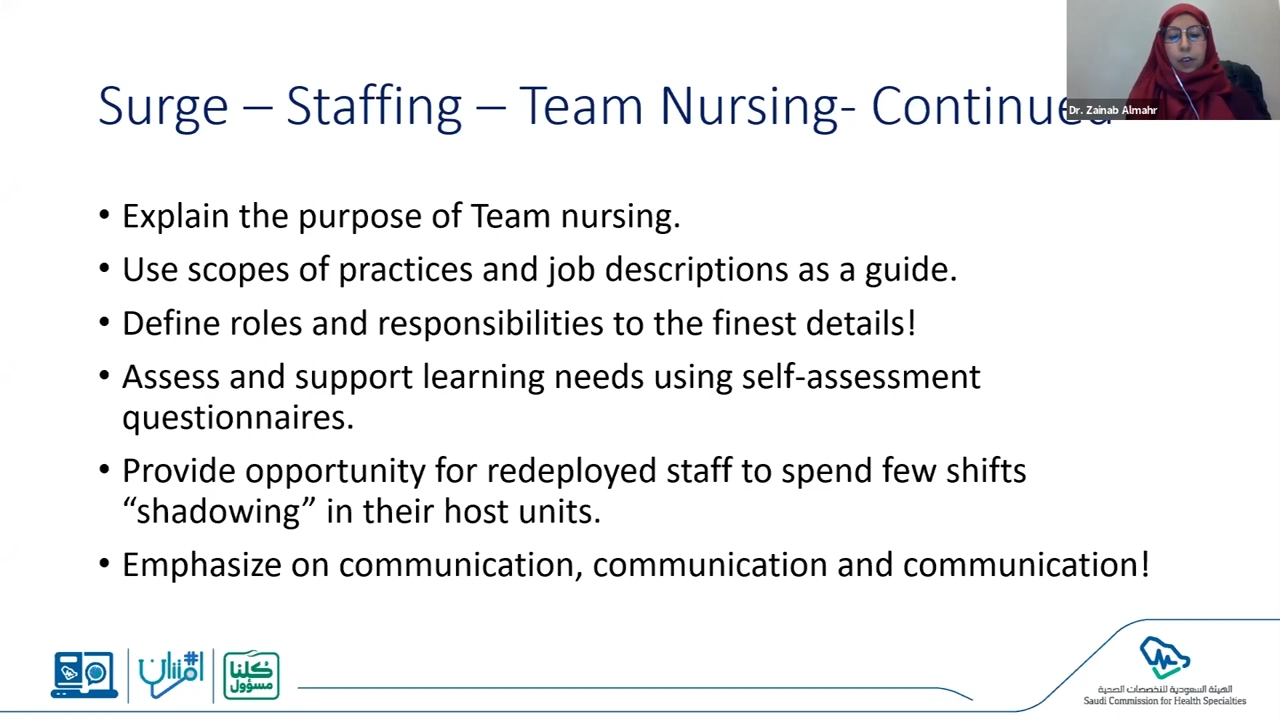 Dr. Zainab Almahr
Surge – Staffing – Team Nursing- Continued
• Explain the purpose of Team nursing.
• Use scopes of practices and job descriptions as a guide.
• Define roles and responsibilities to the finest details!
• Assess and support learning needs using self-assessment
questionnaires.
• Provide opportunity for redeployed staff to spend few shifts
“shadowing” in their host units.
• Emphasize on communication, communication and communication!
#امتنان
كلنا
مسؤول
الهيئة السعودية للتخصصات الصحية
Saudi Commission for Health Specialties